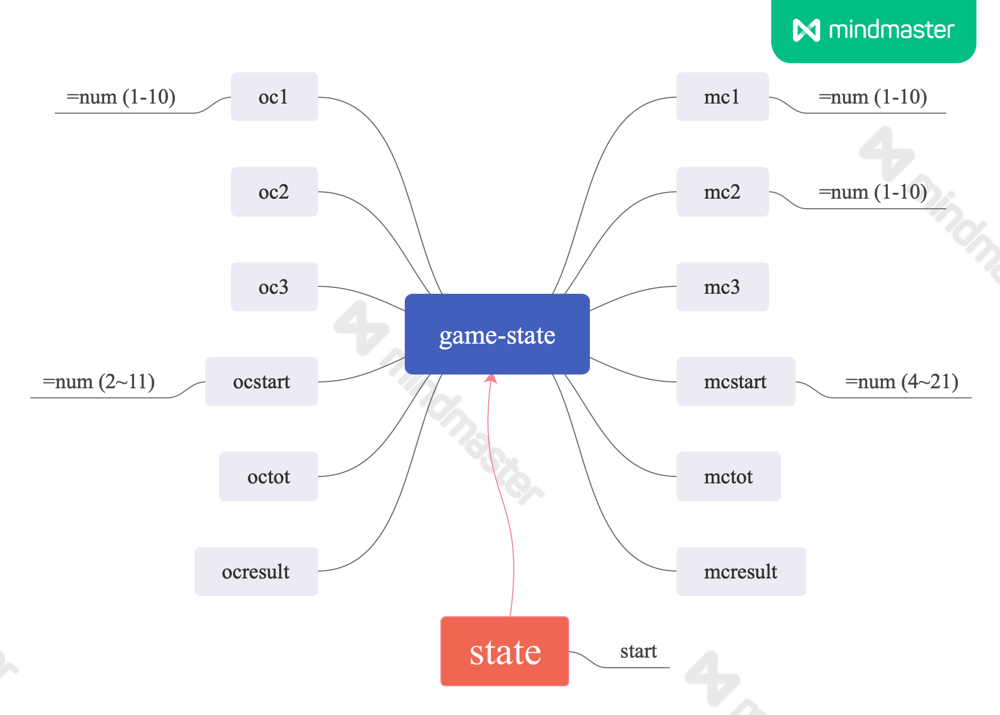 mindmaster
=num (1-10)
oc1
mc1
=num (1-10)
oc2
mc2
=num (1-10)
oc3
mc3
game-state
=num (2~11)
ocstart
mcstart
=num (4~21)
octot
mctot
ocresult
mcresult
state
start
mindmaster
mindmaster